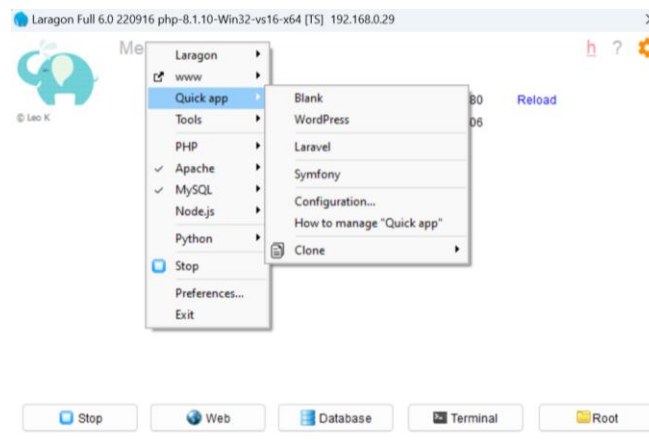 Laragon Full 6.0 220916 php-8.1.10-Win32-vs16-x64 [TS] 192.168.0.29
Me
h ?
© Leo K
Laragon
www
Quick app
Tools
PHP
Apache
MySQL
Node.js
Python
Stop
Preferences...
Exit
Blank
WordPress
Laravel
Symfony
Configuration...
How to manage "Quick app"
Clone
80 Reload
06
Stop Web Database Terminal Root